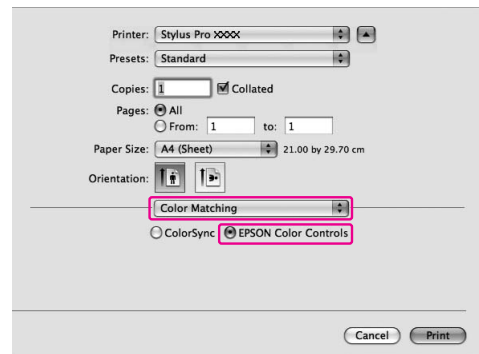 Printer: Stylus Pro XXXX
Presets: Standard
Copies: 1 Collated
Pages: All
From: 1 to: 1
Paper Size: A4 (Sheet) 21.00 by 29.70 cm
Orientation:
Color Matching
ColorSync EPSON Color Controls
Cancel Print